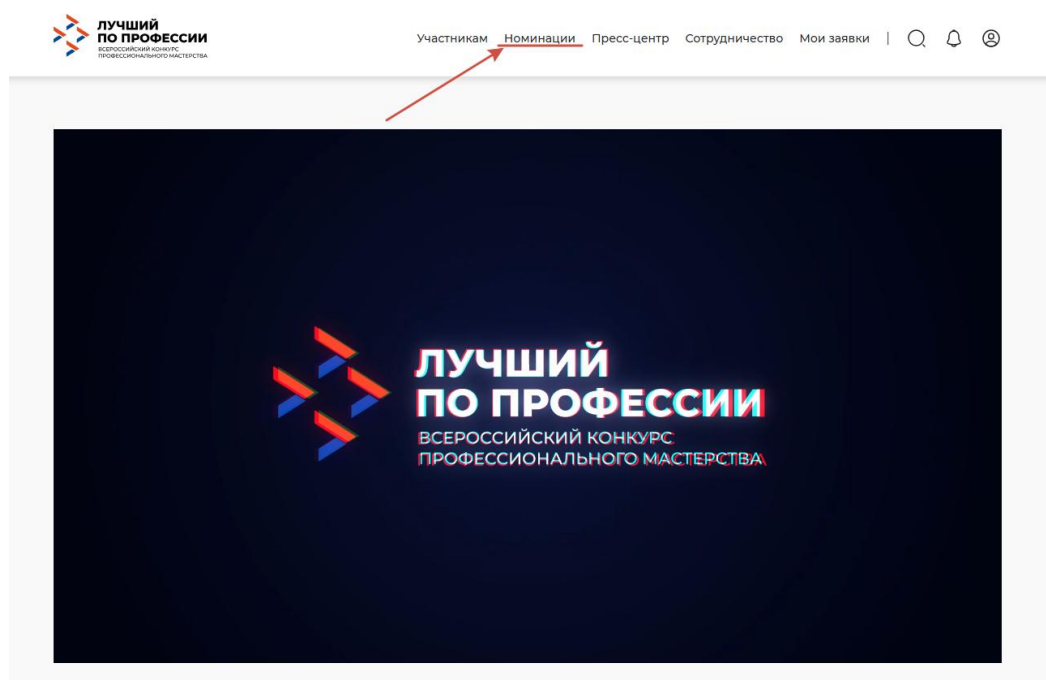 ЛУЧШИЙ
ПО ПРОФЕССИИ
ВСЕРОССИЙСКИЙ КОНКУРС
ПРОФЕССИОНАЛЬНОГО МАСТЕРСТВА
Участникам Номинации Пресс-центр Сотрудничество Мои заявки |
ЛУЧШИЙ
ПО ПРОФЕССИИ
ВСЕРОССИЙСКИЙ КОНКУРС
ПРОФЕССИОНАЛЬНОГО МАСТЕРСТВА